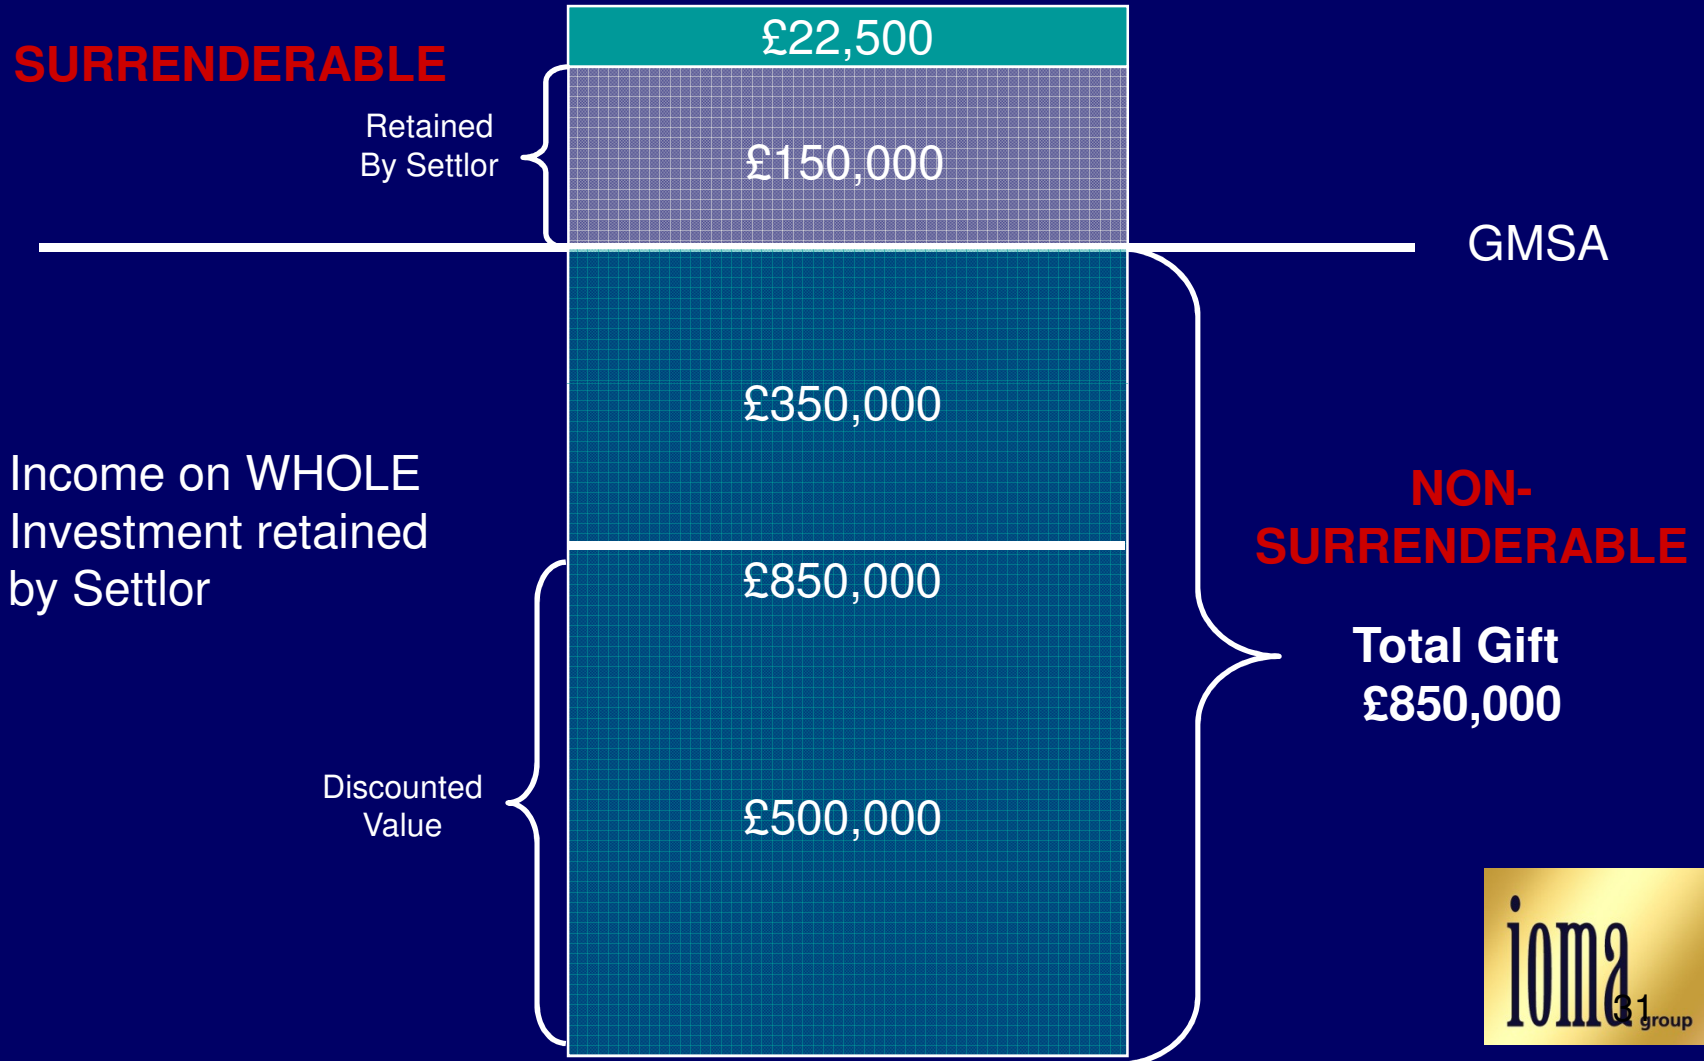 £22,500
SURRENDERABLE
Retained
By Settlor
£150,000
GMSA
£350,000
Income on WHOLE
Investment retained
by Settlor
NON-
SURRENDERABLE
£850,000
Total Gift
£850,000
Discounted
Value
£500,000
ioma
31
group